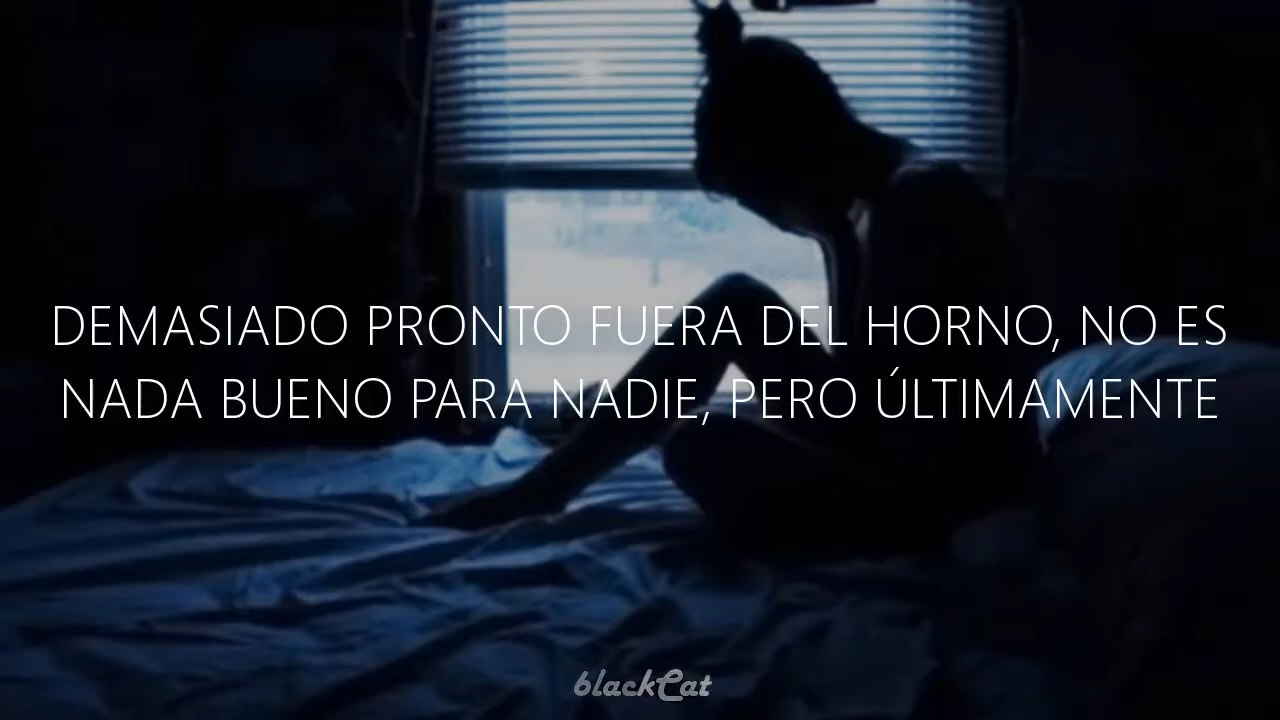 DEMASIADO PRONTO FUERA DEL HORNO, NO ES
NADA BUENO PARA NADIE, PERO ÚLTIMAMENTE
blackCat